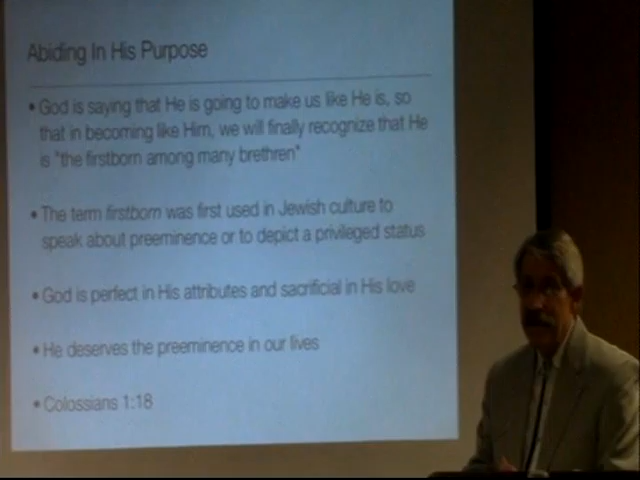 Abiding In His Purpose
• God is saying that He is going to make us like He is, so
that in becoming like Him, we will finally recognize that He
is "the firstborn among many brethren"
• The term firstborn was first used in Jewish culture to
speak about preeminence or to depict a privileged status
• God is perfect in His attributes and sacrificial in His love
• He deserves the preeminence in our lives
• Colossians 1:18